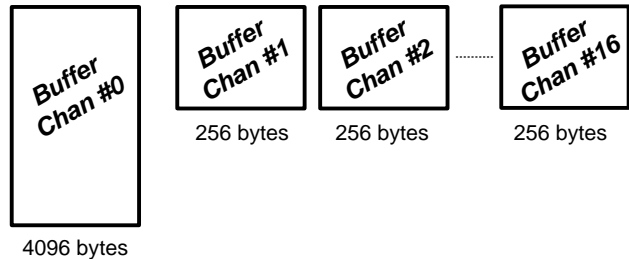 Buffer
Chan #0
Buffer
Chan #1
Buffer
Chan #2
Buffer
Chan #16
256 bytes
256 bytes
256 bytes
4096 bytes